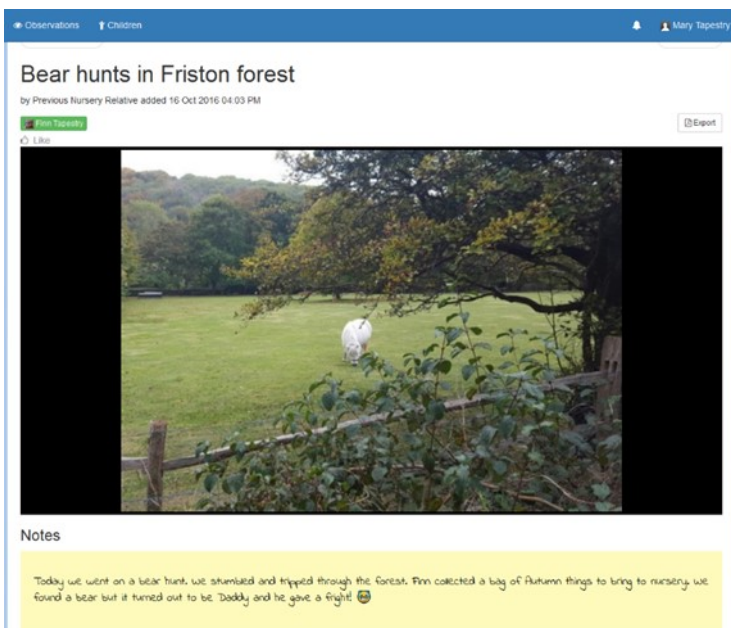 Observations Children Mary Tapestry
Bear hunts in Friston forest
by Previous Nursery Relative added 16 Oct 2016 04:03 PM
Finn Tapestry Export
Like
Notes
Today we went on a bear hunt. We stumbled and tripped through the forest. Finn collected a bag of Autumn things to bring to nursery. We
found a bear but it turned out to be Daddy and he gave a fright!